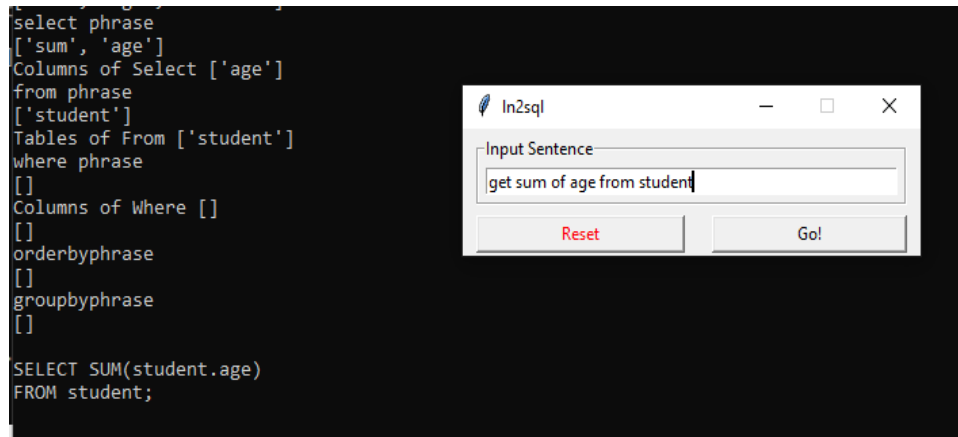 select phrase
['sum', 'age']
Columns of Select ['age']
from phrase
['student']
Tables of From ['student']
where phrase
[]
Columns of Where []
[]
orderbyphrase
[]
groupbyphrase
[]
SELECT SUM(student.age)
FROM student;
ln2sql
Input Sentence
get sum of age from student
Reset
Go!